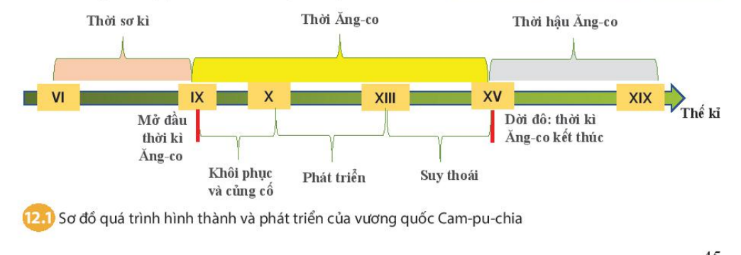 Thời sơ kì
Thời Ăng-co
Thời hậu Ăng-co
VI
IX
X
XIII
XV
XIX
Thế kỉ
Mở đầu
thời kì
Ăng-co
Khôi phục
và củng cố
Phát triển
Suy thoái
Dời đô: thời kì
Ăng-co kết thúc
12.1 Sơ đồ quá trình hình thành và phát triển của vương quốc Cam-pu-chia